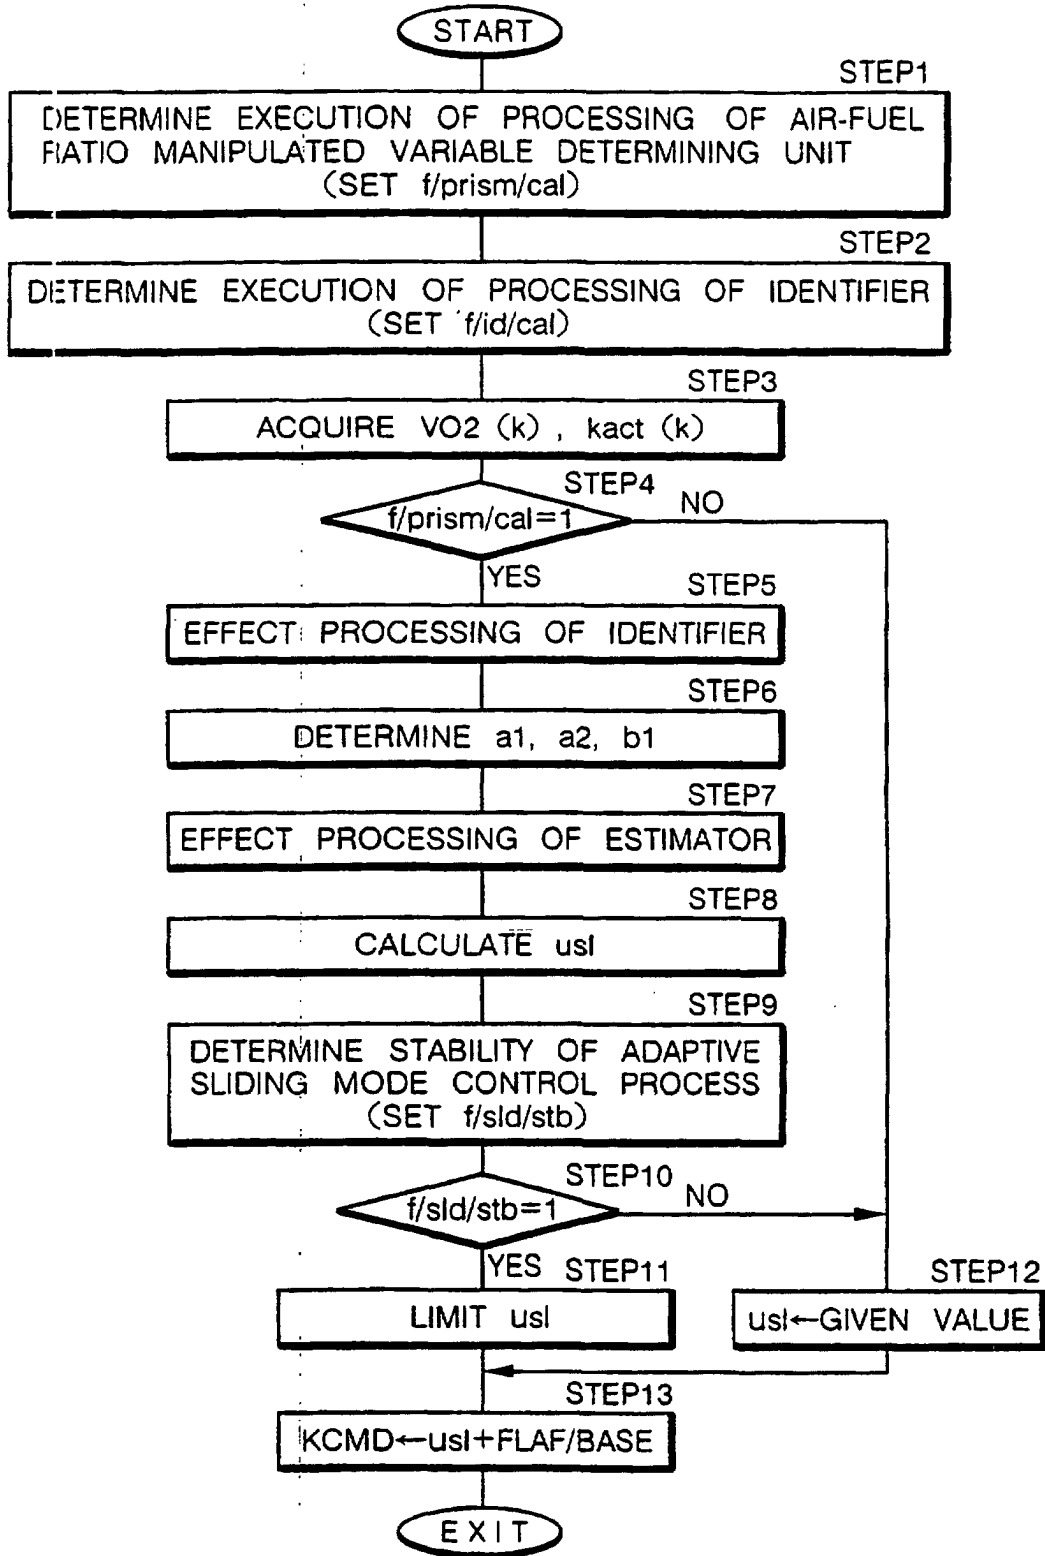 START
STEP1
DETERMINE EXECUTION OF PROCESSING OF AIR-FUEL
RATIO MANIPULATED VARIABLE DETERMINING UNIT
(SET f/prism/cal)
STEP2
DETERMINE EXECUTION OF PROCESSING OF IDENTIFIER
(SET f/id/cal)
STEP3
ACQUIRE VO2 (k) , kact (k)
STEP4
f/prism/cal=1
NO
YES
STEP5
EFFECT PROCESSING OF IDENTIFIER
STEP6
DETERMINE a1, a2, b1
STEP7
EFFECT PROCESSING OF ESTIMATOR
STEP8
CALCULATE usl
STEP9
DETERMINE STABILITY OF ADAPTIVE
SLIDING MODE CONTROL PROCESS
(SET f/sld/stb)
STEP10
f/sld/stb=1
NO
YES
STEP11
LIMIT usl
STEP12
usl←GIVEN VALUE
STEP13
KCMD←usl+FLAF/BASE
EXIT